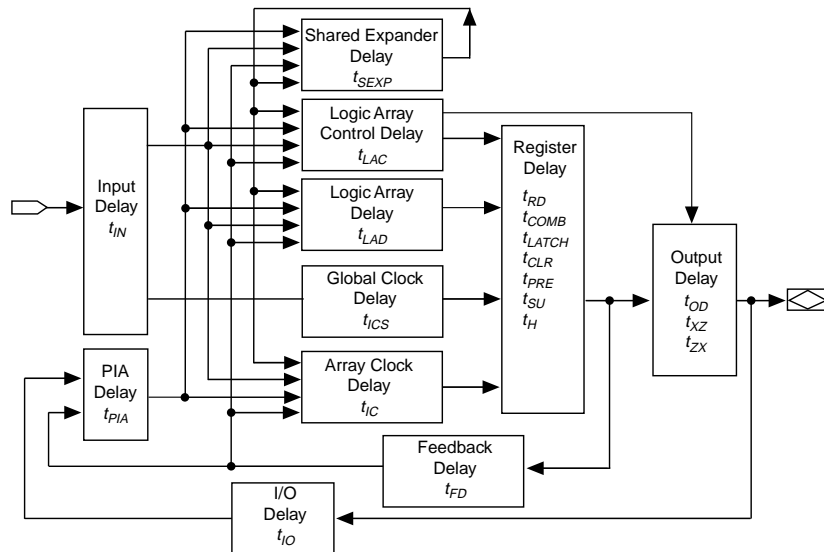 Shared Expander
Delay
tSEXP
Logic Array
Control Delay
tLAC
Register
Delay
tRD
tCOMB
tLATCH
tCLR
tPRE
tSU
tH
Input
Delay
tIN
Logic Array
Delay
tLAD
Output
Delay
tOD
tXZ
tZX
Global Clock
Delay
tICS
PIA
Delay
tPIA
Array Clock
Delay
tIC
Feedback
Delay
tFD
I/O
Delay
tIO